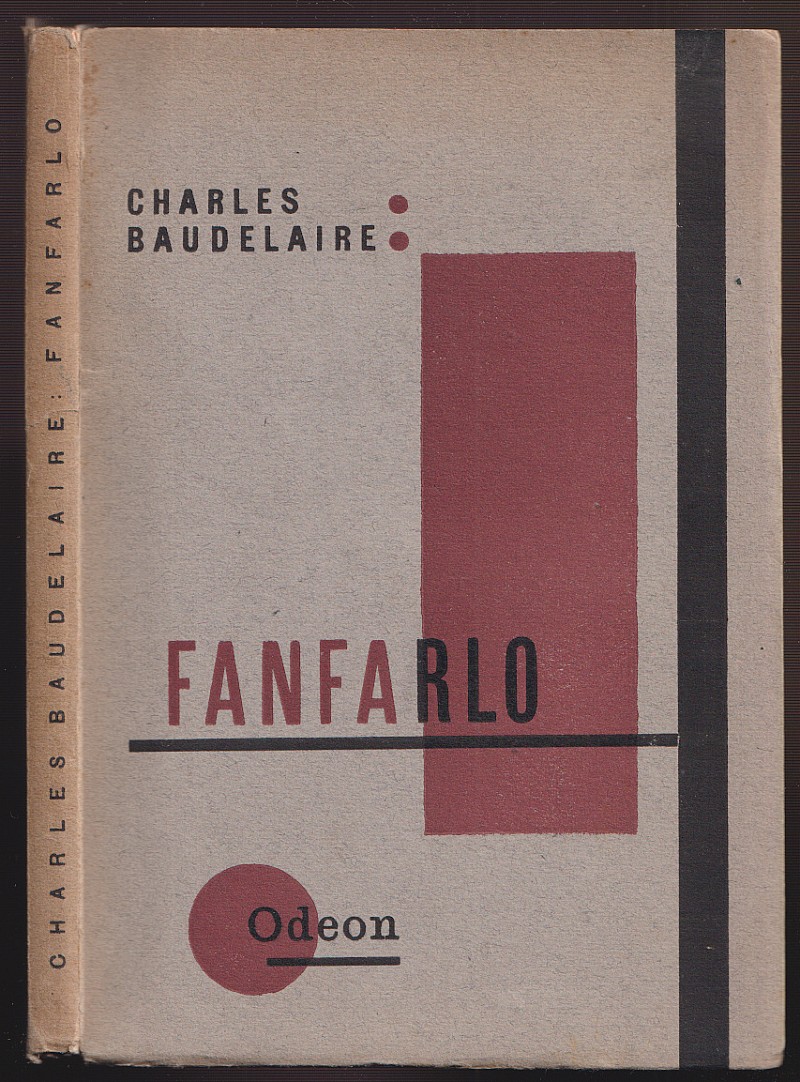 CHARLES BAUDELAIRE: FANFARLO
CHARLES :
BAUDELAIRE :
FANFARLO
Odeon